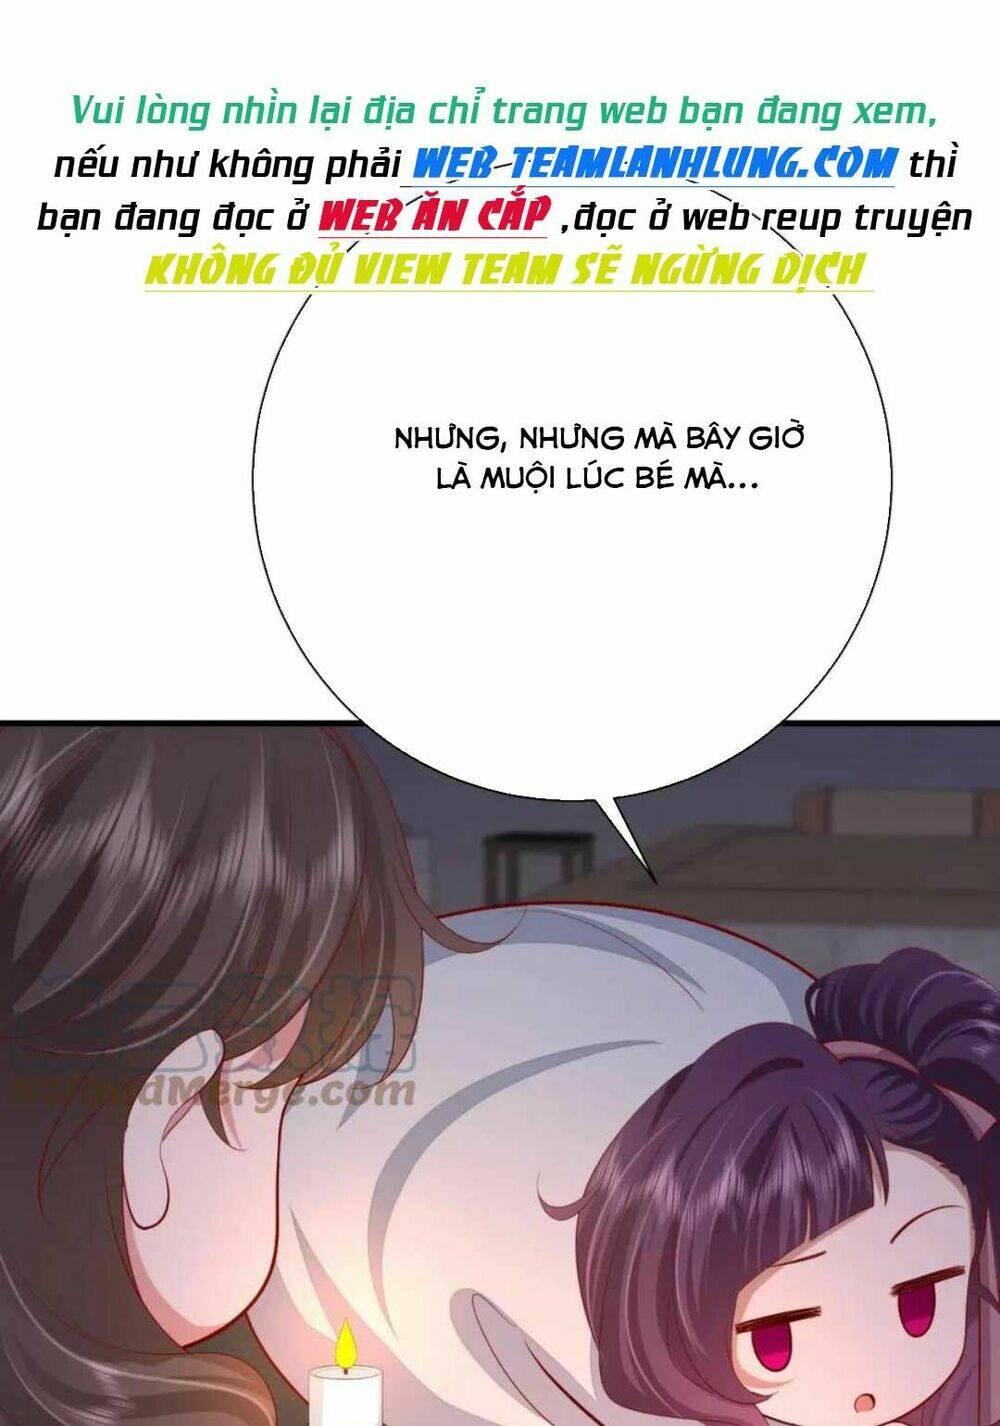 Vui lòng nhìn lại địa chỉ trang web bạn đang xem,
nếu như không phải WEB TEAMLANHLUNG.COM thì
bạn đang đọc ở WEB ĂN CẮP ,đọc ở web reup truyện
KHÔNG ĐỦ VIEW TEAM SẼ NGỪNG DỊCH
NHƯNG, NHƯNG MÀ BÂY GIỜ
LÀ MUỘI LÚC BÉ MÀ...
Merge.com